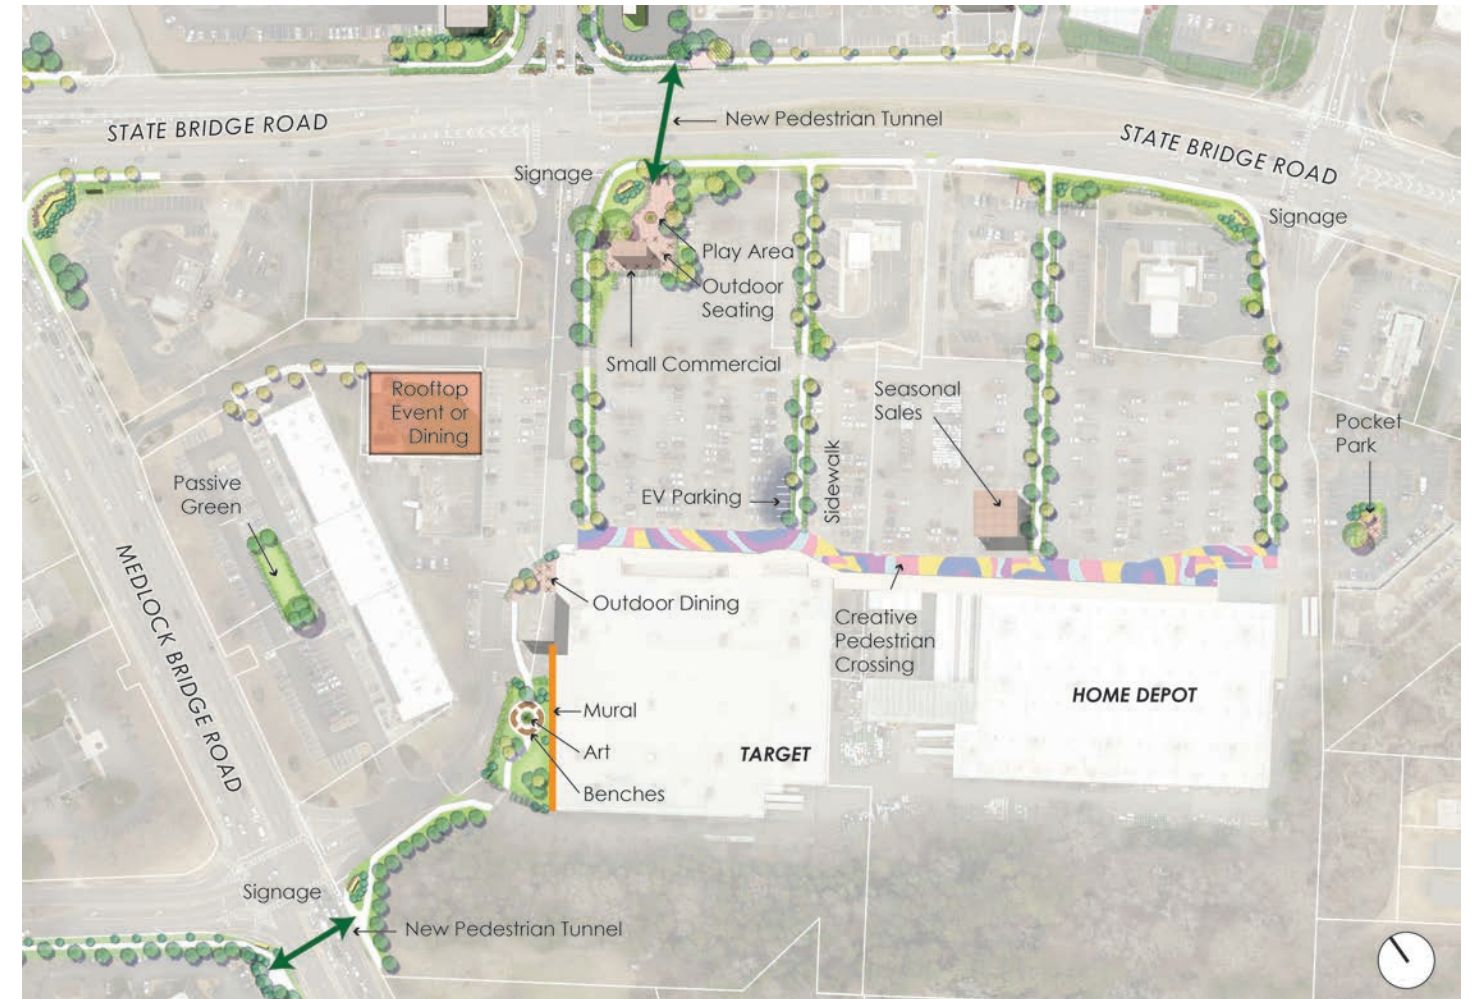 New Pedestrian Tunnel
STATE BRIDGE ROAD
STATE BRIDGE ROAD
Signage
Signage
Play Area
Outdoor
Seating
Small Commercial
Rooftop
Event or
Dining
Seasonal
Sales
Pocket
Park
Sidewalk
EV Parking
Passive
Green
MEDLOCK BRIDGE ROAD
Outdoor Dining
Creative
Pedestrian
Crossing
HOME DEPOT
Mural
Art
TARGET
Benches
Signage
New Pedestrian Tunnel